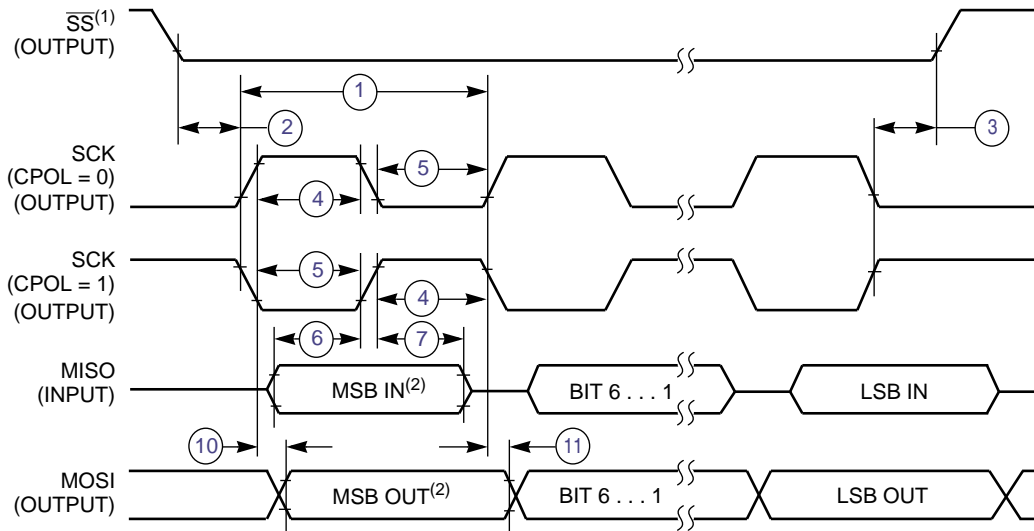 SS(1)
(OUTPUT)
1
2
3
SCK
(CPOL = 0)
(OUTPUT)
5
4
SCK
(CPOL = 1)
(OUTPUT)
5
4
6
7
MISO
(INPUT)
MSB IN(2)
BIT 6 . . . 1
LSB IN
10
11
MOSI
(OUTPUT)
MSB OUT(2)
BIT 6 . . . 1
LSB OUT